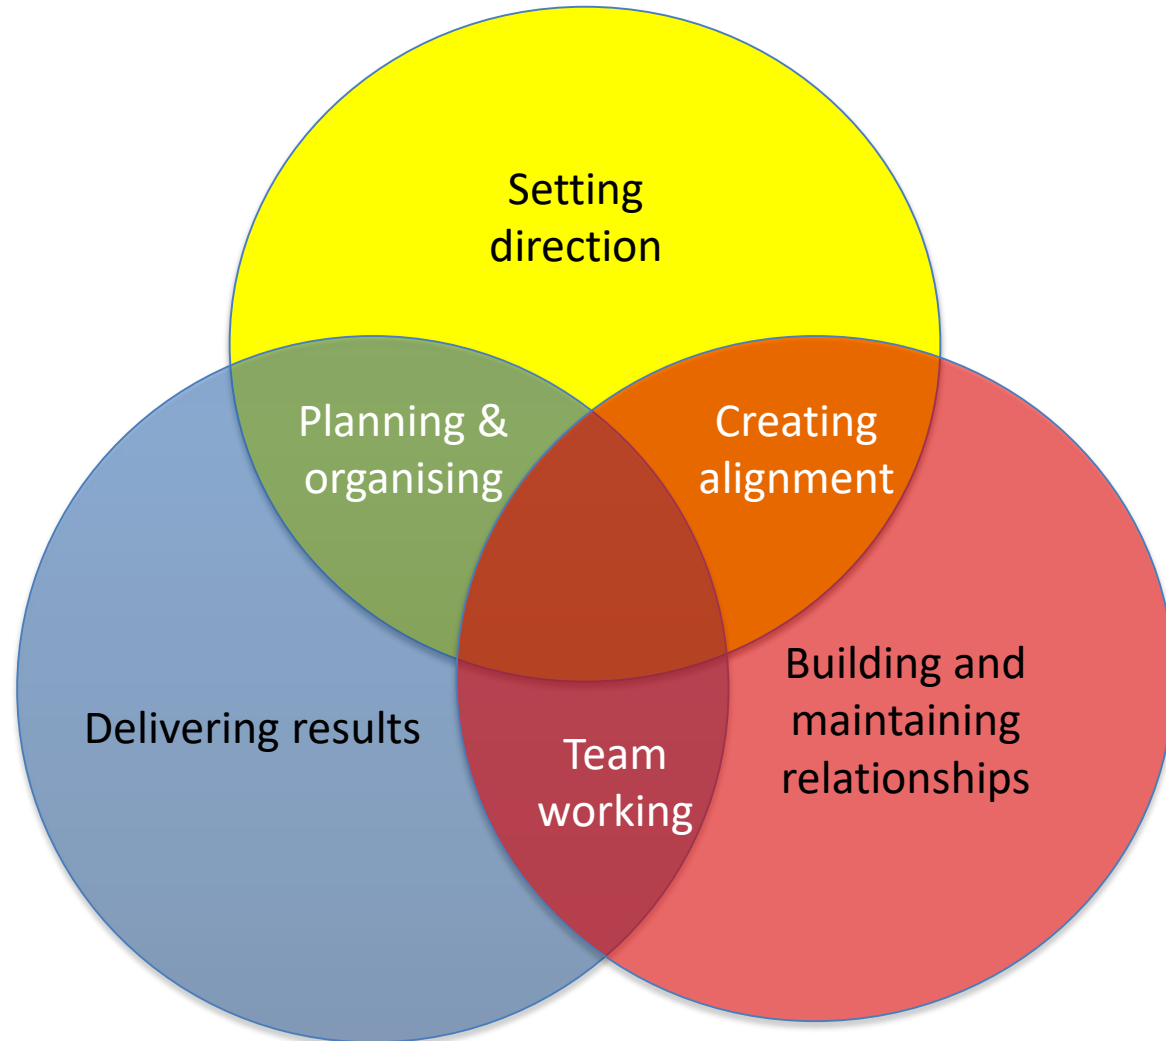 Setting
direction
Planning &
organising
Creating
alignment
Delivering results
Team
working
Building and
maintaining
relationships